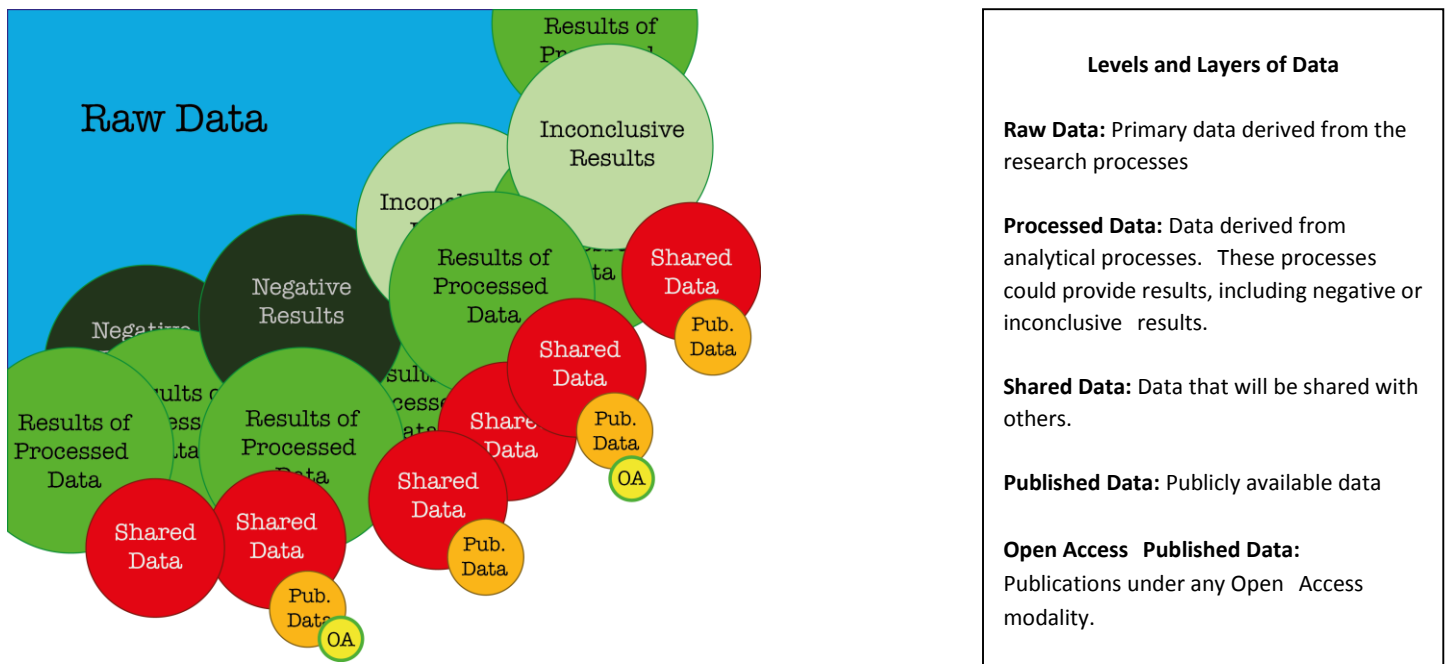 Results of
Raw Data
Inconclusive
Results
Results of
Processed
Data
Shared
Data
Negative
Results
Pub.
Data
Shared
Data
Results of
Processed
Data
Results of
Processed
Data
Shared
Data
Pub.
Data
OA
Shared
Data
Shared
Data
Shared
Data
Pub.
Data
Pub.
Data
OA
Levels and Layers of Data
Raw Data: Primary data derived from the
research processes
Processed Data: Data derived from
analytical processes. These processes
could provide results, including negative or
inconclusive results.
Shared Data: Data that will be shared with
others.
Published Data: Publicly available data
Open Access Published Data:
Publications under any Open Access
modality.